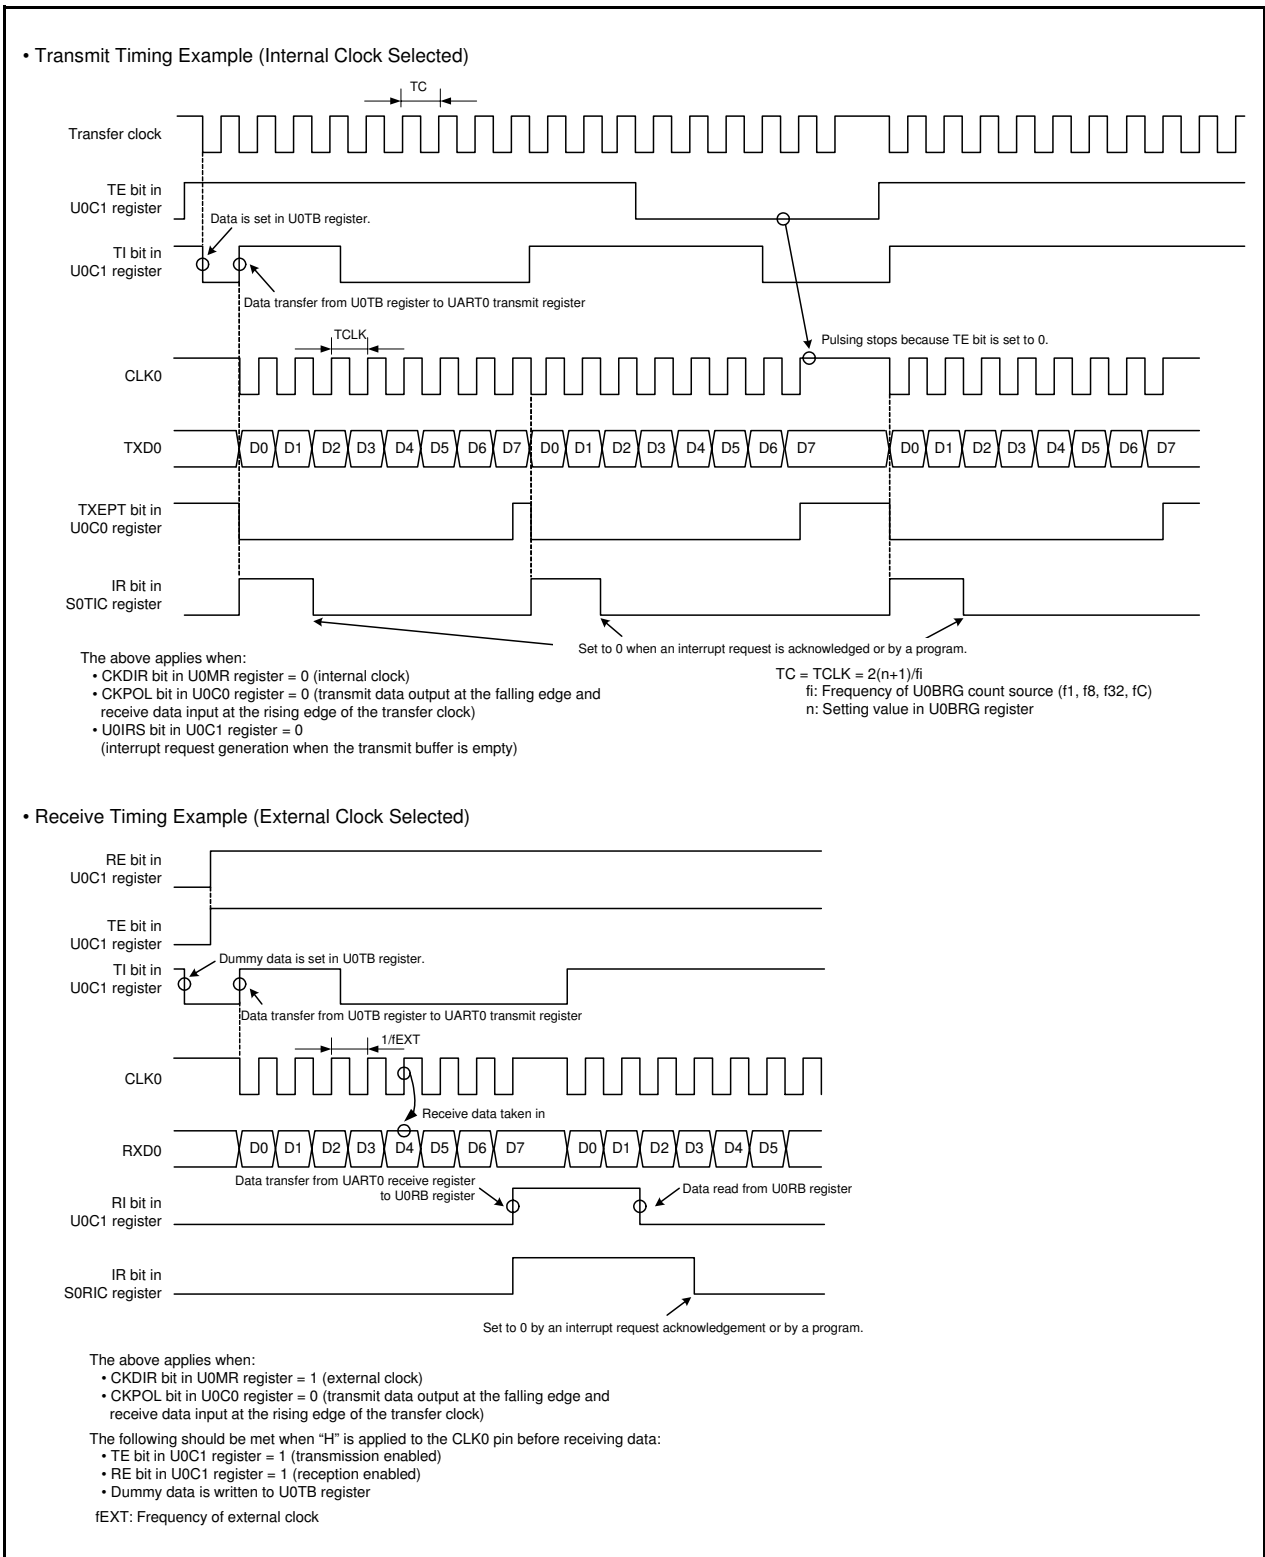 • Transmit Timing Example (Internal Clock Selected)
TC
Transfer clock
TE bit in
U0C1 register
Data is set in U0TB register.
TI bit in
U0C1 register
Data transfer from U0TB register to UART0 transmit register
TCLK
Pulsing stops because TE bit is set to 0.
CLK0
TXD0 D0 D1 D2 D3 D4 D5 D6 D7 D0 D1 D2 D3 D4 D5 D6 D7 D0 D1 D2 D3 D4 D5 D6 D7
TXEPT bit in
U0C0 register
IR bit in
S0TIC register
Set to 0 when an interrupt request is acknowledged or by a program.
The above applies when:
• CKDIR bit in U0MR register = 0 (internal clock)
• CKPOL bit in U0C0 register = 0 (transmit data output at the falling edge and
receive data input at the rising edge of the transfer clock)
• U0IRS bit in U0C1 register = 0
(interrupt request generation when the transmit buffer is empty)
TC = TCLK = 2(n+1)/fi
fi: Frequency of U0BRG count source (f1, f8, f32, fC)
n: Setting value in U0BRG register
• Receive Timing Example (External Clock Selected)
RE bit in
U0C1 register
TE bit in
U0C1 register
Dummy data is set in U0TB register.
TI bit in
U0C1 register
Data transfer from U0TB register to UART0 transmit register
1/fEXT
CLK0
Receive data taken in
RXD0 D0 D1 D2 D3 D4 D5 D6 D7 D0 D1 D2 D3 D4 D5
Data transfer from UART0 receive register
to U0RB register
Data read from U0RB register
RI bit in
U0C1 register
IR bit in
S0RIC register
Set to 0 by an interrupt request acknowledgement or by a program.
The above applies when:
• CKDIR bit in U0MR register = 1 (external clock)
• CKPOL bit in U0C0 register = 0 (transmit data output at the falling edge and
receive data input at the rising edge of the transfer clock)
The following should be met when “H” is applied to the CLK0 pin before receiving data:
• TE bit in U0C1 register = 1 (transmission enabled)
• RE bit in U0C1 register = 1 (reception enabled)
• Dummy data is written to U0TB register
fEXT: Frequency of external clock